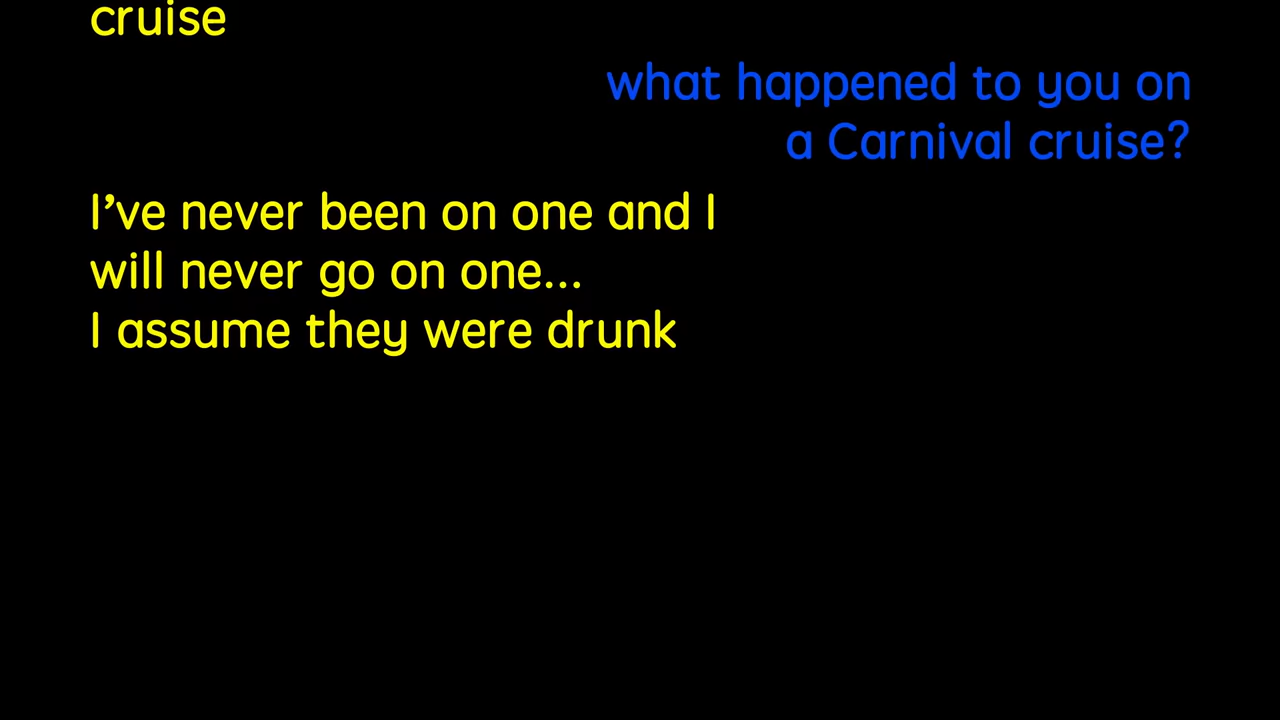 cruise
what happened to you on
a Carnival cruise?
I’ve never been on one and I
will never go on one...
I assume they were drunk